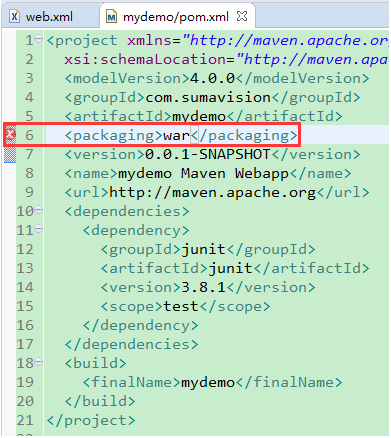 web.xml
mydemo/pom.xml
1 <project xmlns="http://maven.apache.org
2 xsi:schemaLocation="http://maven.apa
3 <modelVersion>4.0.0</modelVersion>
4 <groupId>com.sumavision</groupId>
5 <artifactId>mydemo</artifactId>
6 <packaging>war</packaging>
7 <version>0.0.1-SNAPSHOT</version>
8 <name>mydemo Maven Webapp</name>
9 <url>http://maven.apache.org</url>
10 <dependencies>
11 <dependency>
12 <groupId>junit</groupId>
13 <artifactId>junit</artifactId>
14 <version>3.8.1</version>
15 <scope>test</scope>
16 </dependency>
17 </dependencies>
18 <build>
19 <finalName>mydemo</finalName>
20 </build>
21 </project>